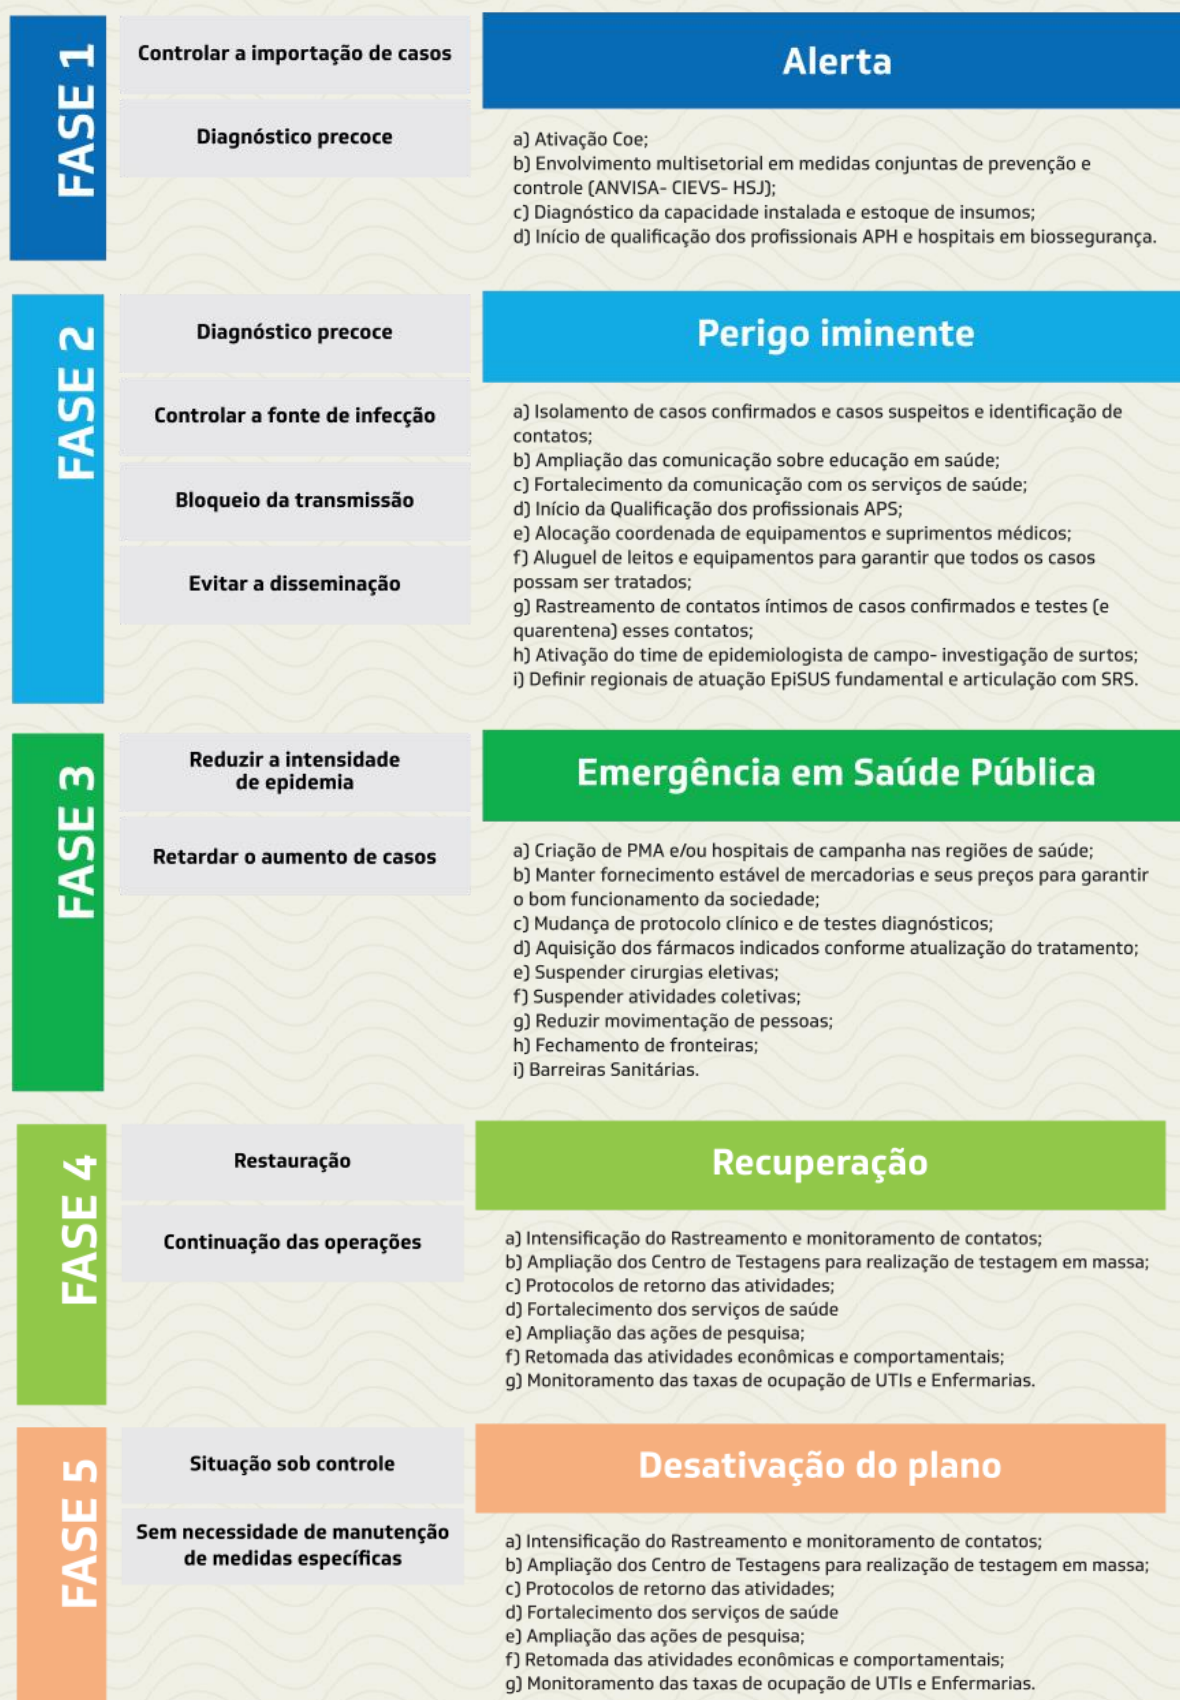 FASE 1
Controlar a importação de casos
Diagnóstico precoce
Alerta
a) Ativação Coe;
b) Envolvimento multisetorial em medidas conjuntas de prevenção e
controle (ANVISA- CIEVS- HSJ);
c) Diagnóstico da capacidade instalada e estoque de insumos;
d) Início de qualificação dos profissionais APH e hospitais em biossegurança.
FASE 2
Diagnóstico precoce
Controlar a fonte de infecção
Bloqueio da transmissão
Evitar a disseminação
Perigo iminente
a) Isolamento de casos confirmados e casos suspeitos e identificação de
contatos;
b) Ampliação das comunicação sobre educação em saúde;
c) Fortalecimento da comunicação com os serviços de saúde;
d) Início da Qualificação dos profissionais APS;
e) Alocação coordenada de equipamentos e suprimentos médicos;
f) Aluguel de leitos e equipamentos para garantir que todos os casos
possam ser tratados;
g) Rastreamento de contatos íntimos de casos confirmados e testes (e
quarentena) esses contatos;
h) Ativação do time de epidemiologista de campo- investigação de surtos;
i) Definir regionais de atuação EpiSUS fundamental e articulação com SRS.
FASE 3
Reduzir a intensidade
de epidemia
Retardar o aumento de casos
Emergência em Saúde Pública
a) Criação de PMA e/ou hospitais de campanha nas regiões de saúde;
b) Manter fornecimento estável de mercadorias e seus preços para garantir
o bom funcionamento da sociedade;
c) Mudança de protocolo clínico e de testes diagnósticos;
d) Aquisição dos fármacos indicados conforme atualização do tratamento;
e) Suspender cirurgias eletivas;
f) Suspender atividades coletivas;
g) Reduzir movimentação de pessoas;
h) Fechamento de fronteiras;
i) Barreiras Sanitárias.
FASE 4
Restauração
Continuação das operações
Recuperação
a) Intensificação do Rastreamento e monitoramento de contatos;
b) Ampliação dos Centro de Testagens para realização de testagem em massa;
c) Protocolos de retorno das atividades;
d) Fortalecimento dos serviços de saúde
e) Ampliação das ações de pesquisa;
f) Retomada das atividades econômicas e comportamentais;
g) Monitoramento das taxas de ocupação de UTIs e Enfermarias.
FASE 5
Situação sob controle
Sem necessidade de manutenção
de medidas específicas
Desativação do plano
a) Intensificação do Rastreamento e monitoramento de contatos;
b) Ampliação dos Centro de Testagens para realização de testagem em massa;
c) Protocolos de retorno das atividades;
d) Fortalecimento dos serviços de saúde
e) Ampliação das ações de pesquisa;
f) Retomada das atividades econômicas e comportamentais;
g) Monitoramento das taxas de ocupação de UTIs e Enfermarias.